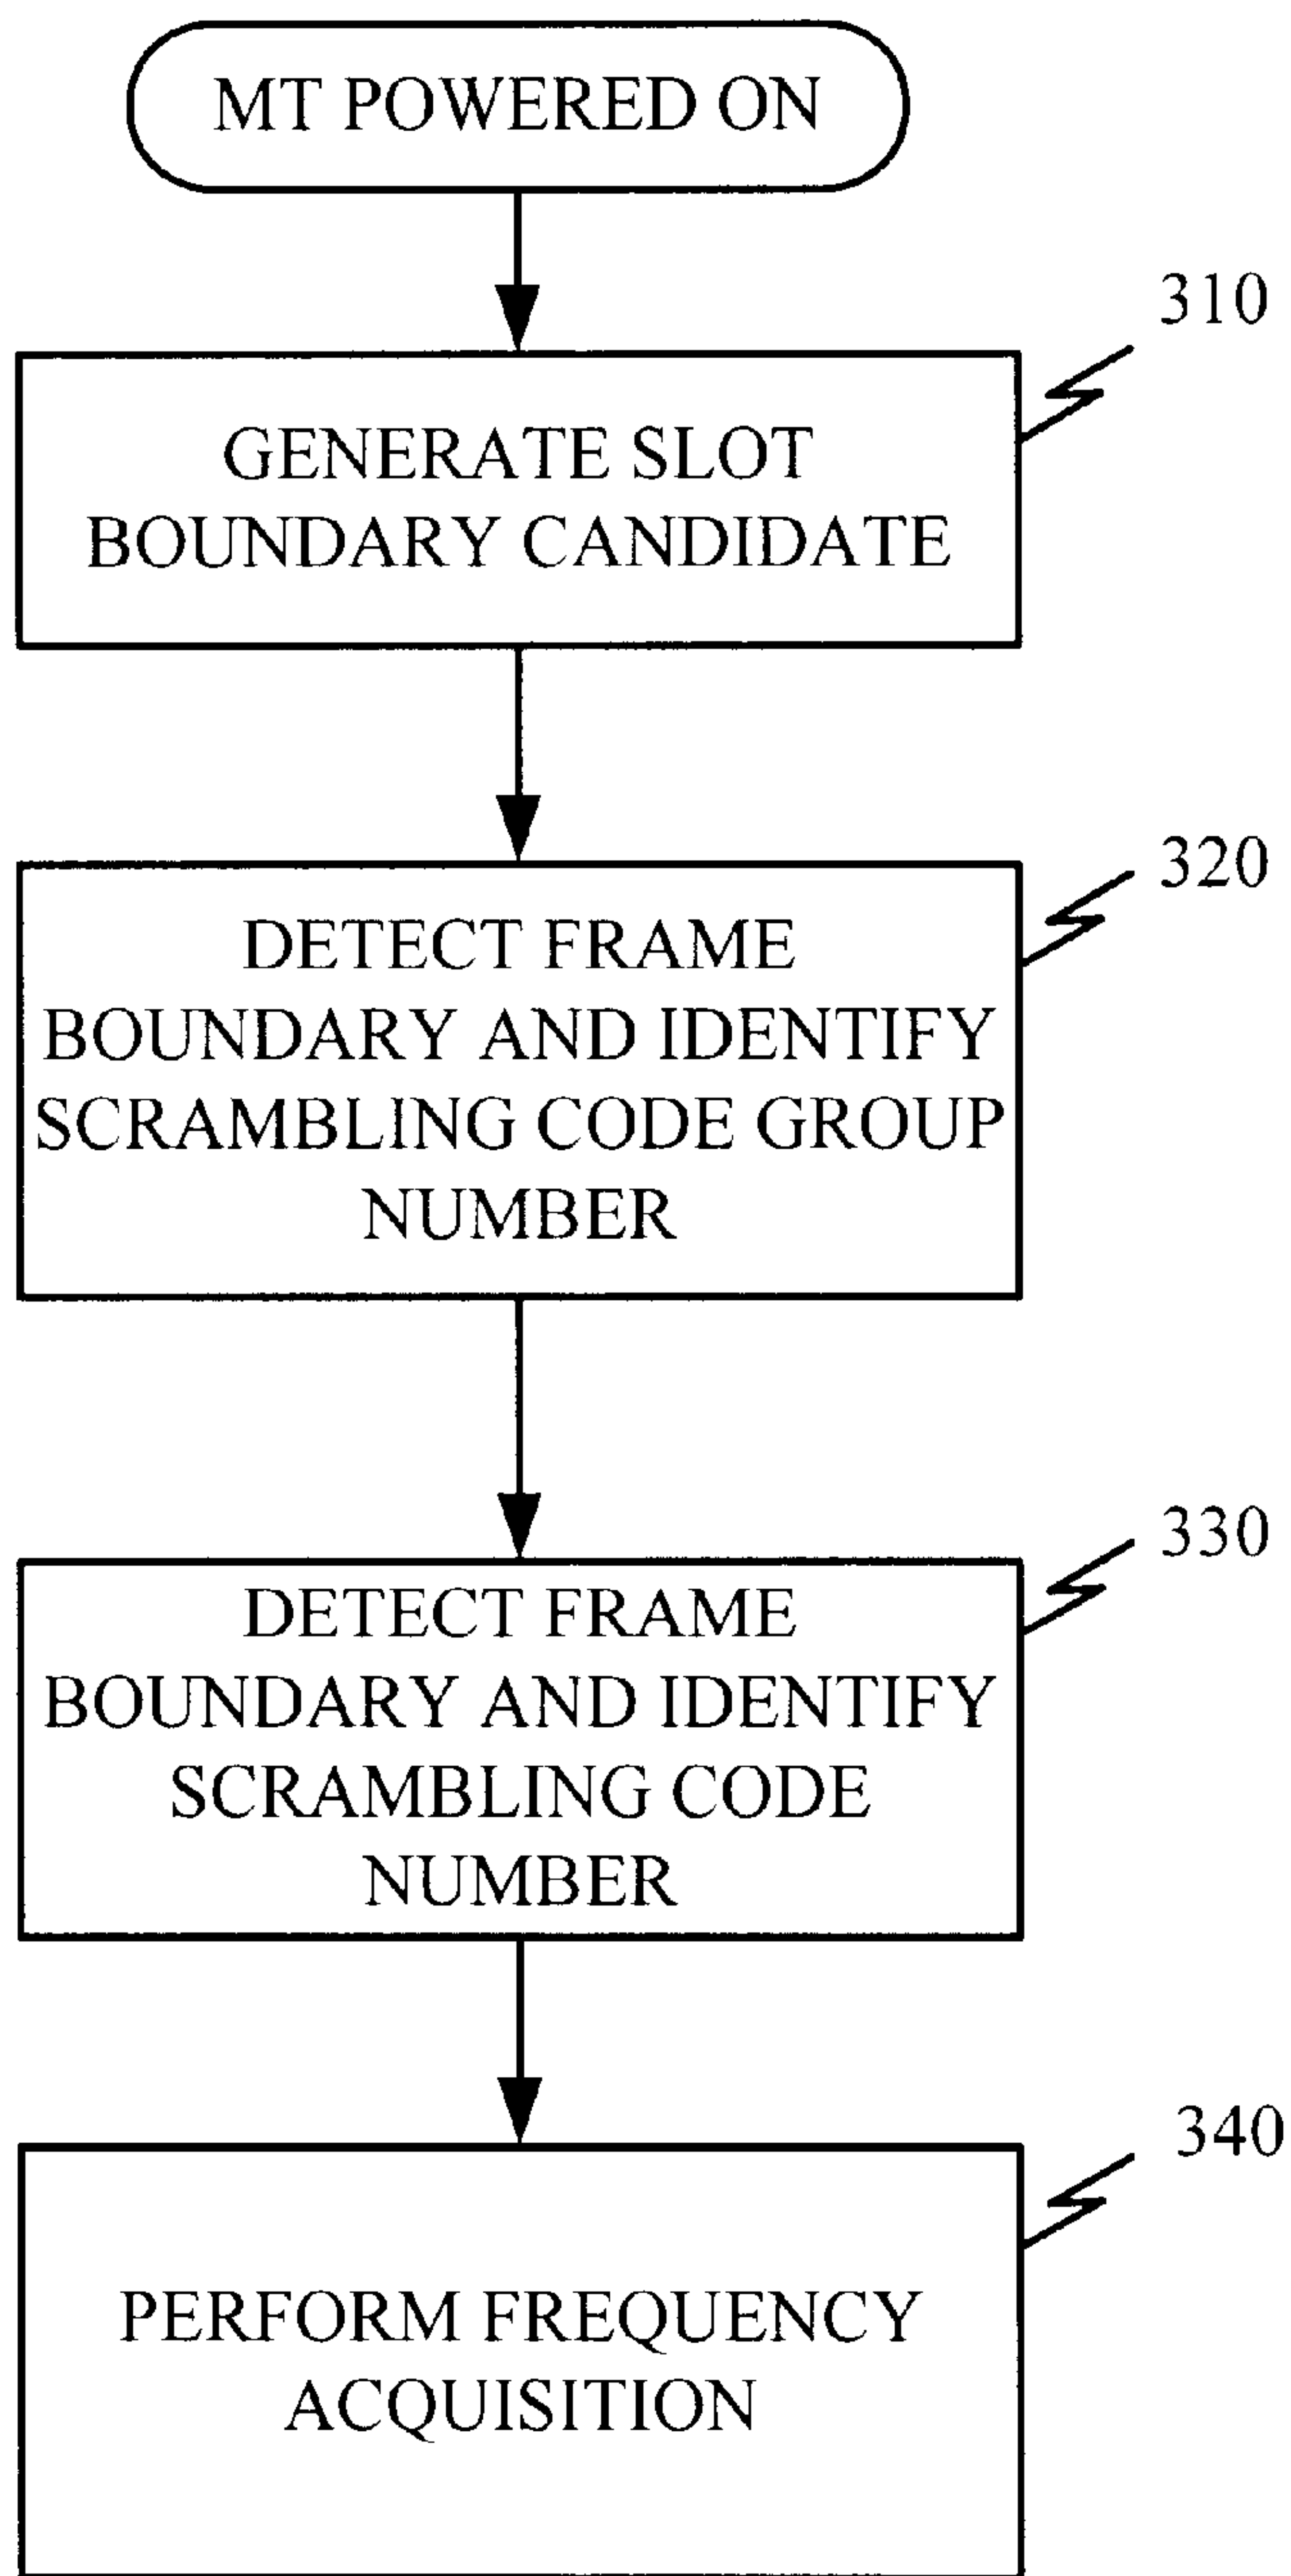 MT POWERED ON
310
GENERATE SLOT
BOUNDARY CANDIDATE
320
DETECT FRAME
BOUNDARY AND IDENTIFY
SCRAMBLING CODE GROUP
NUMBER
330
DETECT FRAME
BOUNDARY AND IDENTIFY
SCRAMBLING CODE
NUMBER
340
PERFORM FREQUENCY
ACQUISITION